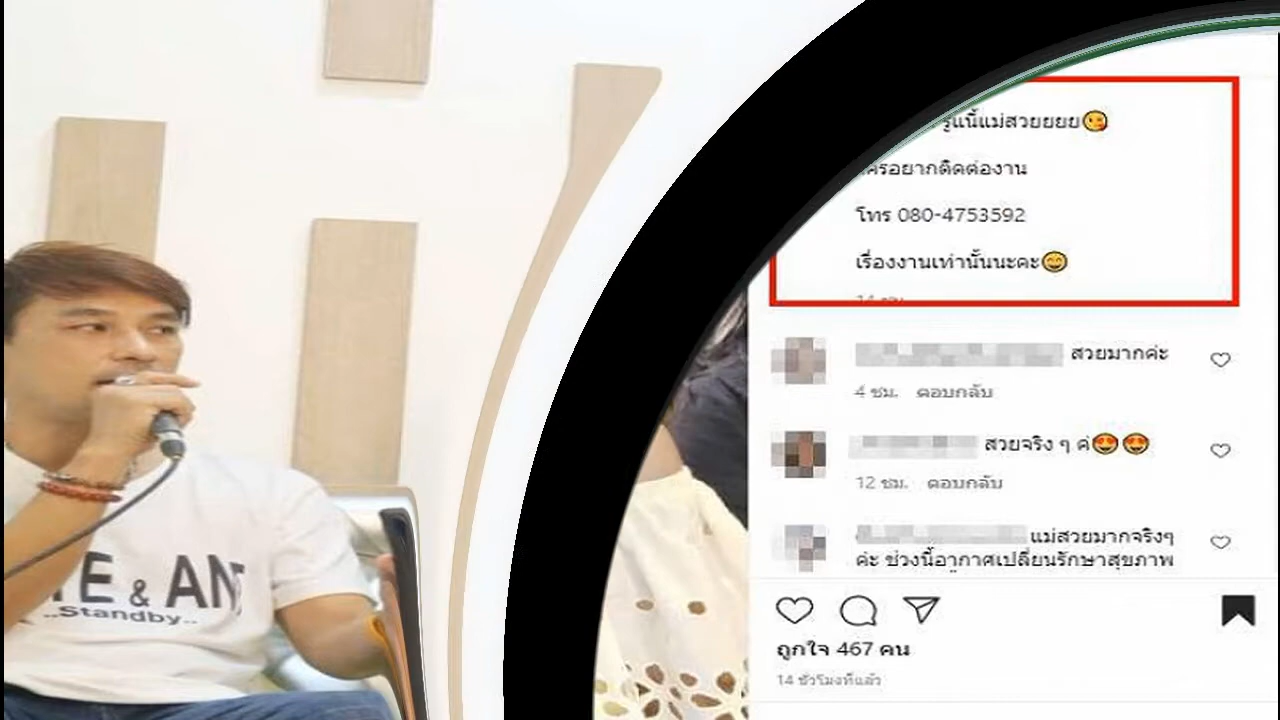 & AN
..Standby..
รูแนี้แม่สวยยยย😘
ครอยากติดต่องาน
โทร 080-4753592
เรื่องงานเท่านั้นนะคะ😄
สวยมากค่ะ
4 ชม. ตอบกลับ
สวยจริง ๆ ค่😍😍
12 ชม. ตอบกลับ
แม่สวยมากจริงๆ
ค่ะ ช่วงนี้อากาศเปลี่ยนรักษาสุขภาพ
ถูกใจ 467 คน
14 ชั่วโมงที่แล้ว